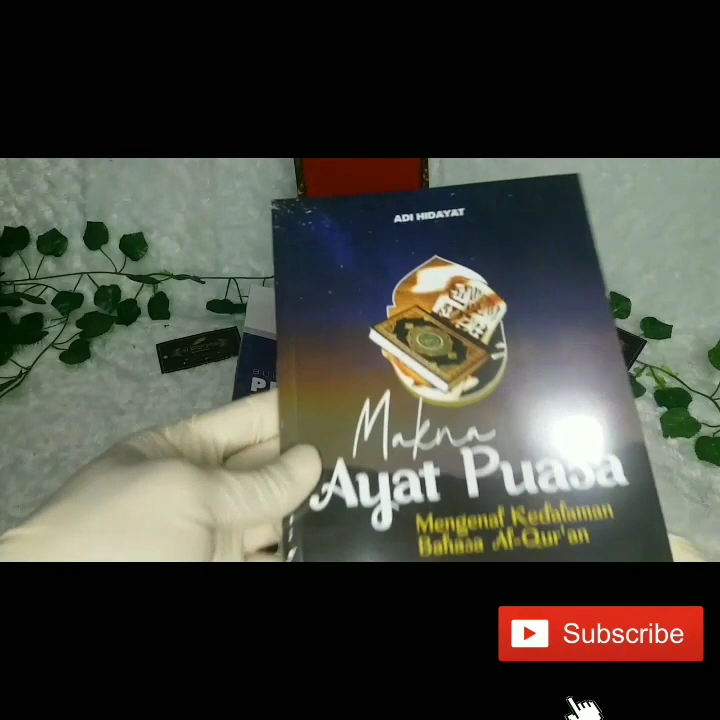 ADI HIDAYAT
Makna
Ayat Puasa
Mengenal Kedalaman
Bahasa Al-Qur'an
Subscribe